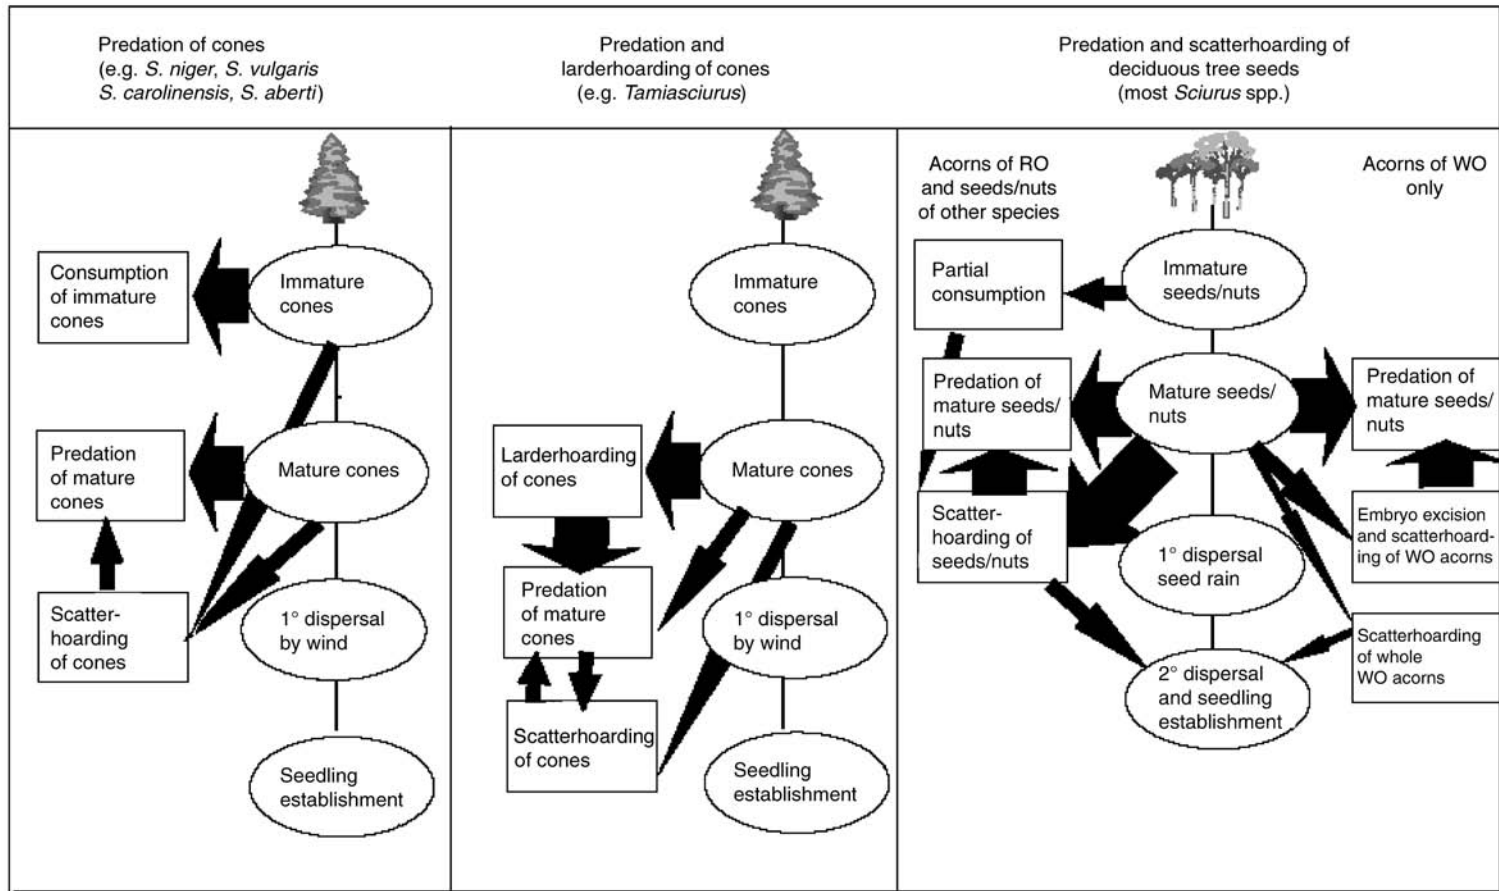 Predation of cones
(e.g. S. niger, S. vulgaris
S. carolinensis, S. aberti)
Predation and
larderhoarding of cones
(e.g. Tamiasciurus)
Predation and scatterhoarding of
deciduous tree seeds
(most Sciurus spp.)
Consumption
of immature
cones
Immature
cones
Predation
of mature
cones
Mature cones
Scatter-
hoarding
of cones
1° dispersal
by wind
Seedling
establishment
Immature
cones
Larderhoarding
of cones
Mature cones
Predation
of mature
cones
1° dispersal
by wind
Scatterhoarding
of cones
Seedling
establishment
Acorns of RO
and seeds/nuts
of other species
Acorns of WO
only
Partial
consumption
Immature
seeds/nuts
Predation of
mature seeds/
nuts
Mature seeds/
nuts
Predation of
mature seeds/
nuts
Scatter-
hoarding of
seeds/nuts
1° dispersal
seed rain
Embryo excision
and scatterhoard-
ing of WO acorns
2° dispersal
and seedling
establishment
Scatterhoarding
of whole
WO acorns